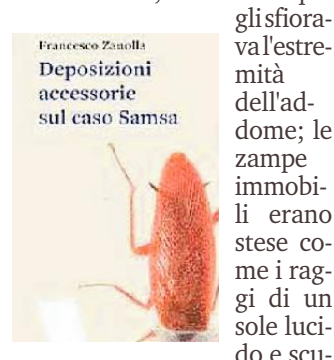 Francesco Zanolla
Deposizioni
accessorie
sul caso Samsa
gli sfiora-
va l'estre-
mità
dell'ad-
dome; le
zampe
immobi-
li erano
stese co-
me i rag-
gi di un
sole luci-
do e scu-